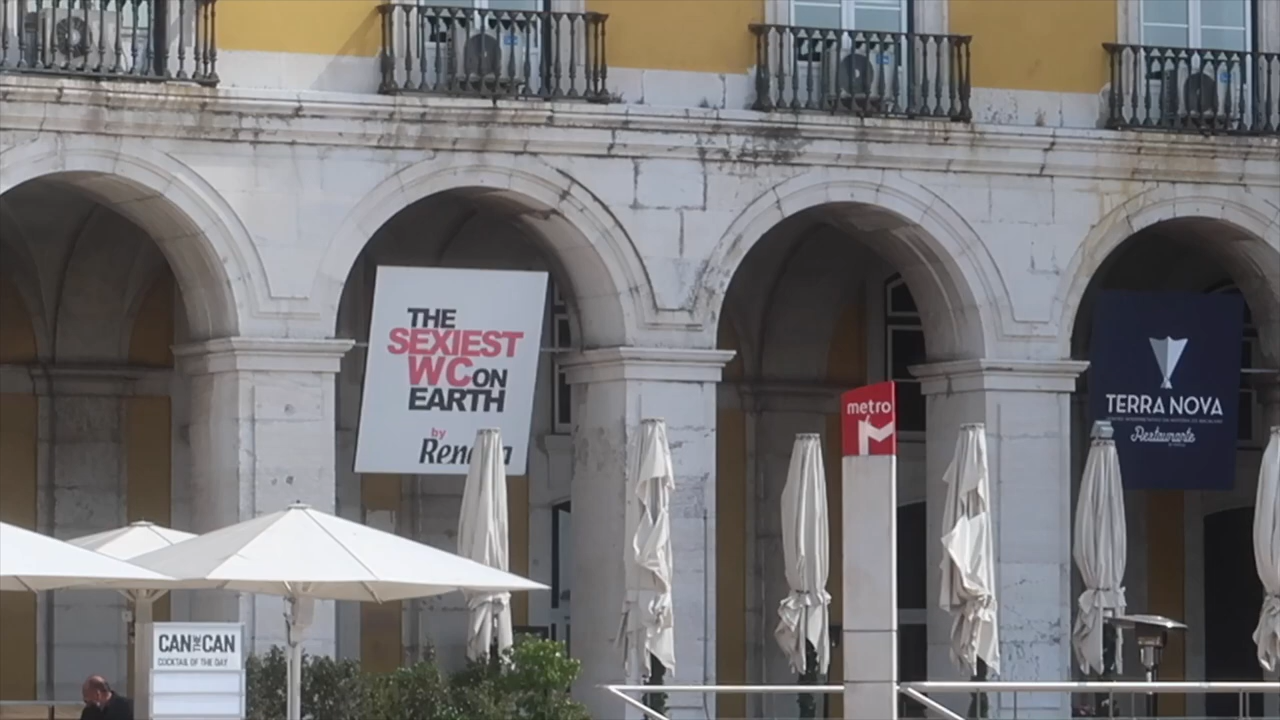 THE
SEXIEST
WC ON
EARTH
by
metro
TERRA NOVA
Restaurante
CAN THE CAN
COCKTAIL OF THE DAY